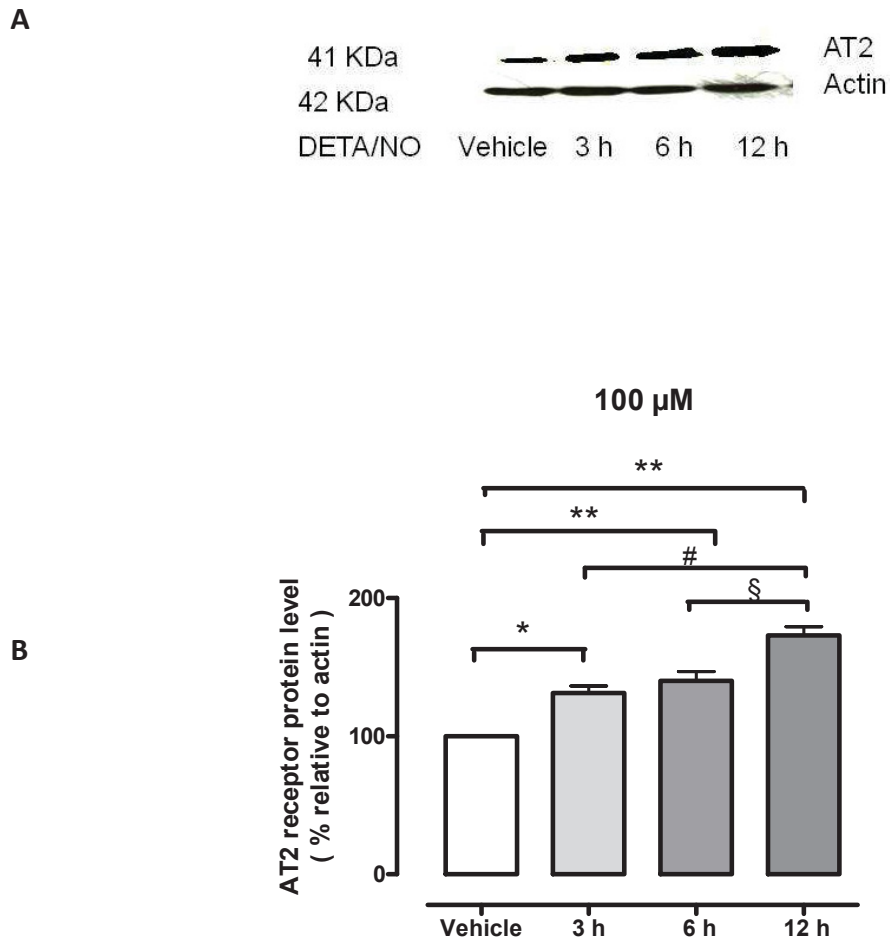 A
41 KDa
AT2
42 KDa
Actin
DETA/NO Vehicle 3 h 6 h 12 h
100 µM
**
**
#
§
*
B
AT2 receptor protein level
( % relative to actin )
200
100
0
Vehicle 3 h 6 h 12 h